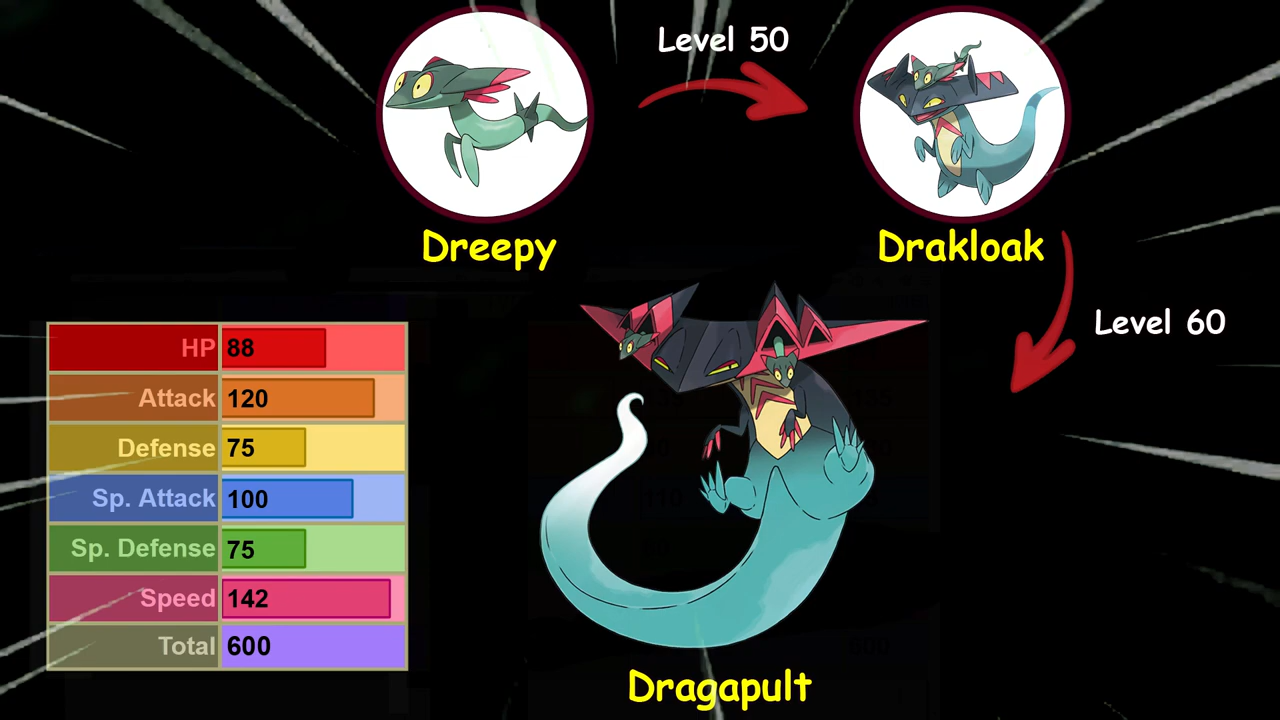 Level 50
Dreepy
Drakloak
Level 60
HP 88
Attack 120
Defense 75
Sp. Attack 100
Sp. Defense 75
Speed 142
Total 600
Dragapult